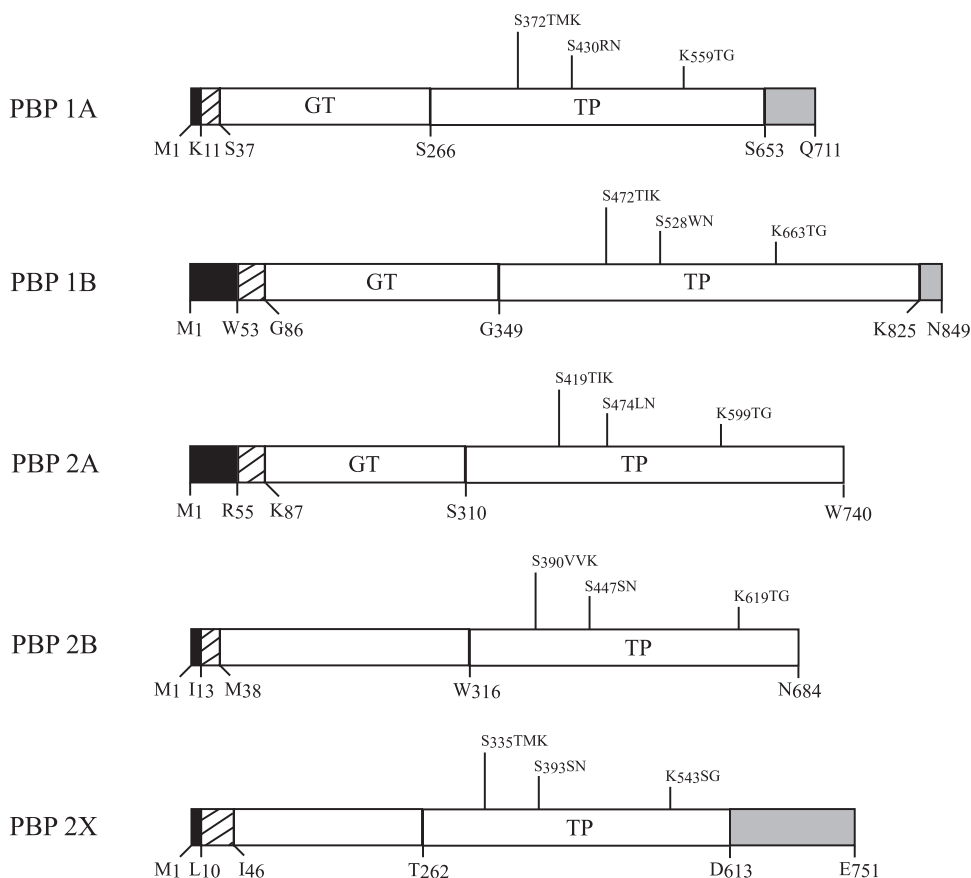 S372TMK
S430RN
K559TG
PBP 1A
GT
TP
M1 K11 S37 S266 S653 Q711
S472TIK
S528WN
K663TG
PBP 1B
GT
TP
M1 W53 G86 G349 K825 N849
S419TIK
S474LN
K599TG
PBP 2A
GT
TP
M1 R55 K87 S310 W740
S390VVK
S447SN
K619TG
PBP 2B
TP
M1 I13 M38 W316 N684
S335TMK
S393SN
K543SG
PBP 2X
TP
M1 L10 I46 T262 D613 E751